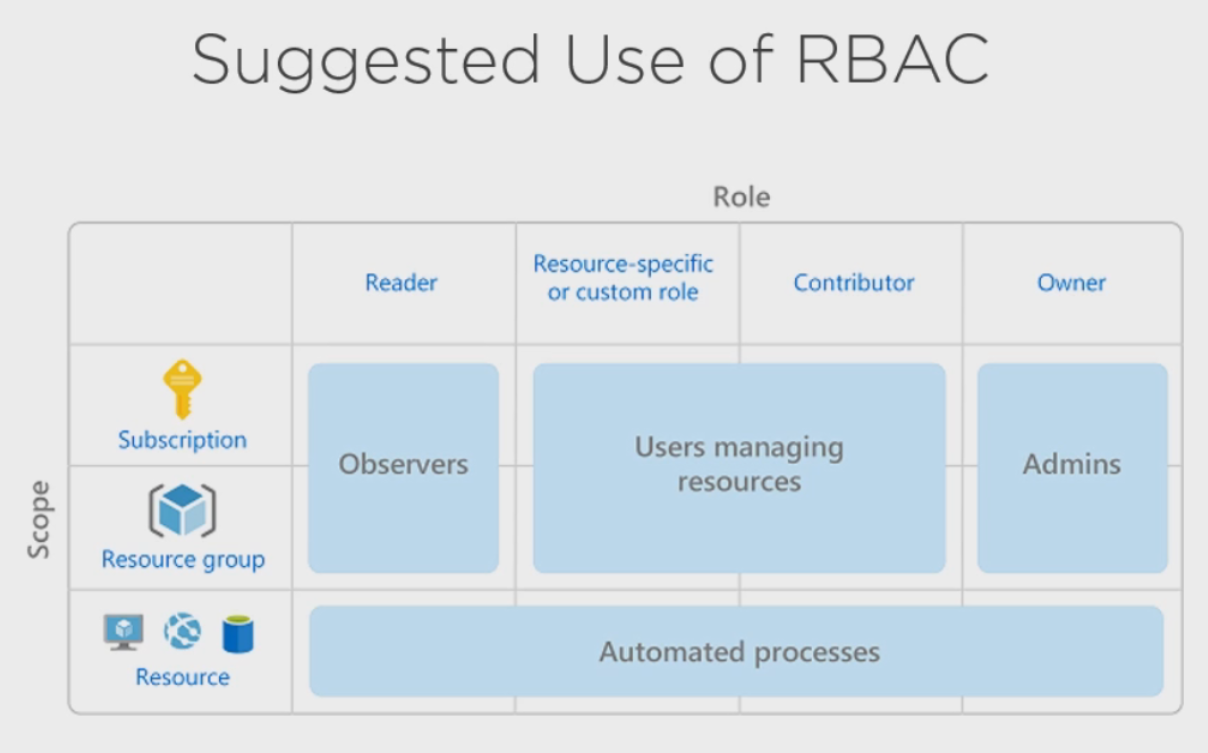 Suggested Use of RBAC
Role
Reader
Resource-specific
or custom role
Contributor
Owner
Scope
Subscription
Observers
Users managing
resources
Admins
Resource group
Resource
Automated processes